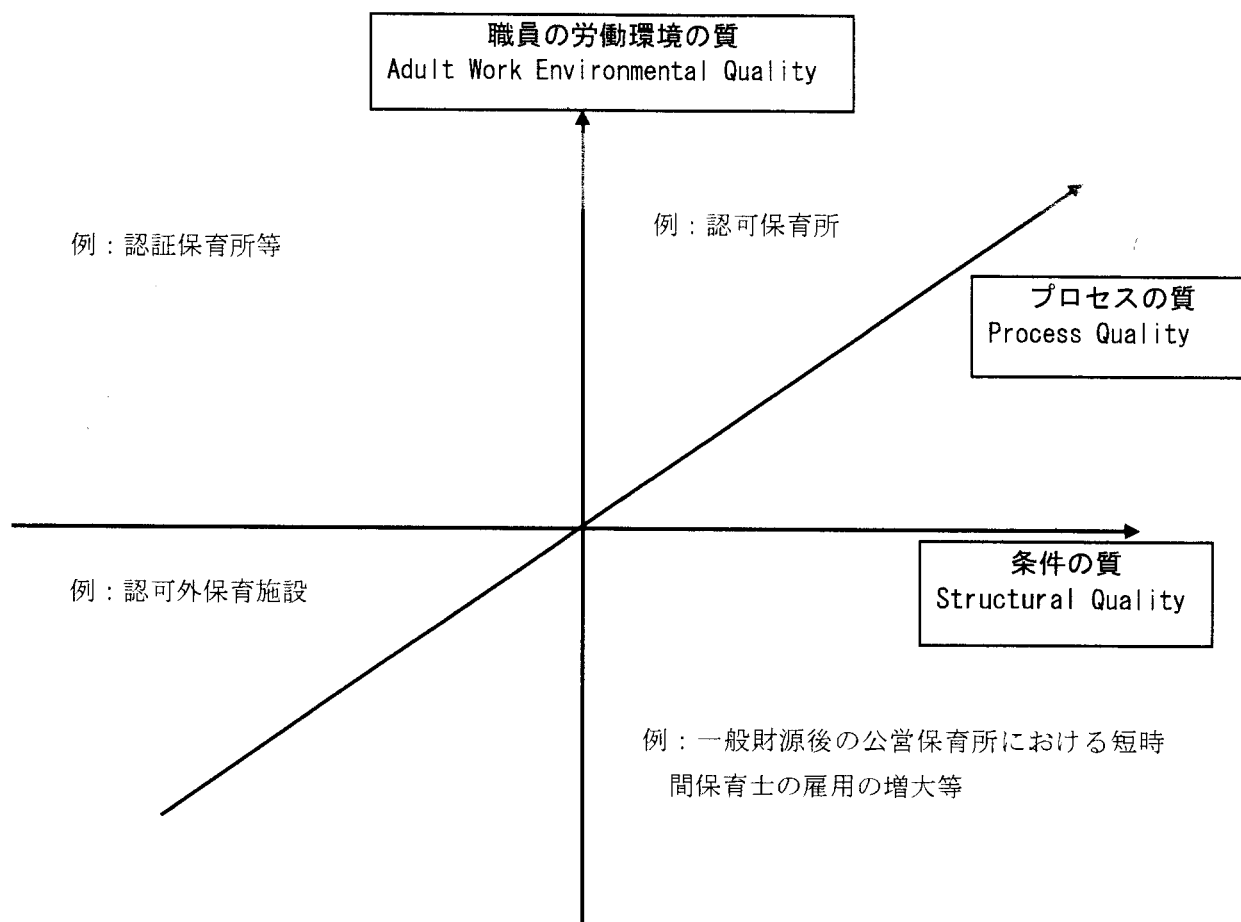 職員の労働環境の質
Adult Work Environmental Quality
例：認証保育所等
例：認可保育所
プロセスの質
Process Quality
条件の質
Structural Quality
例：認可外保育施設
例：一般財源後の公営保育所における短時
間保育士の雇用の増大等